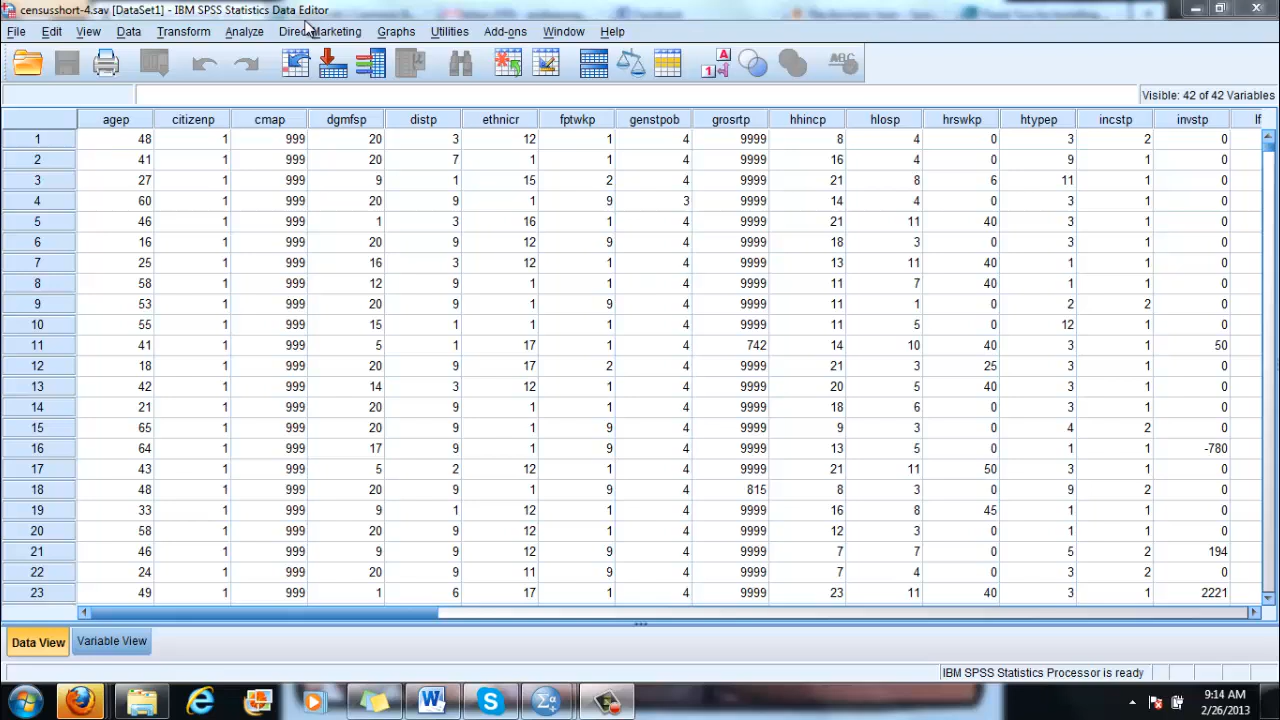 censusshort-4.sav [DataSet1] - IBM SPSS Statistics Data Editor
File Edit View Data Transform Analyze Direct Marketing Graphs Utilities Add-ons Window Help
Visible: 42 of 42 Variables
agep citizenp cmap dgmfsp distp ethnicr fptwkp genstpob grosrtp hhincp hlosp hrswkp htypep incstp invstp lf
1 48 1 999 20 3 12 1 4 9999 8 4 0 3 2 0
2 41 1 999 20 7 1 1 4 9999 16 4 0 9 1 0
3 27 1 999 9 1 15 2 4 9999 21 8 6 11 1 0
4 60 1 999 20 9 1 9 3 9999 14 4 0 3 1 0
5 46 1 999 1 3 16 1 4 9999 21 11 40 3 1 0
6 16 1 999 20 9 12 9 4 9999 18 3 0 3 1 0
7 25 1 999 16 3 12 1 4 9999 13 11 40 1 1 0
8 58 1 999 12 9 1 1 4 9999 11 7 40 1 1 0
9 53 1 999 20 9 1 9 4 9999 11 1 0 2 2 0
10 55 1 999 15 1 1 1 4 9999 11 5 0 12 1 0
11 41 1 999 5 1 17 1 4 742 14 10 40 3 1 50
12 18 1 999 20 9 17 2 4 9999 21 3 25 3 1 0
13 42 1 999 14 3 12 1 4 9999 20 5 40 3 1 0
14 21 1 999 20 9 1 1 4 9999 18 6 0 3 1 0
15 65 1 999 20 9 1 9 4 9999 9 3 0 4 2 0
16 64 1 999 17 9 1 9 4 9999 13 5 0 1 1 -780
17 43 1 999 5 2 12 1 4 9999 21 11 50 3 1 0
18 48 1 999 20 9 1 9 4 815 8 3 0 9 2 0
19 33 1 999 9 1 12 1 4 9999 16 8 45 1 1 0
20 58 1 999 20 9 12 1 4 9999 12 3 0 1 1 0
21 46 1 999 9 9 12 9 4 9999 7 7 0 5 2 194
22 24 1 999 20 9 11 9 4 9999 7 4 0 3 2 0
23 49 1 999 1 6 17 1 4 9999 23 11 40 3 1 2221
Data View Variable View
IBM SPSS Statistics Processor is ready
9:14 AM
2/26/2013